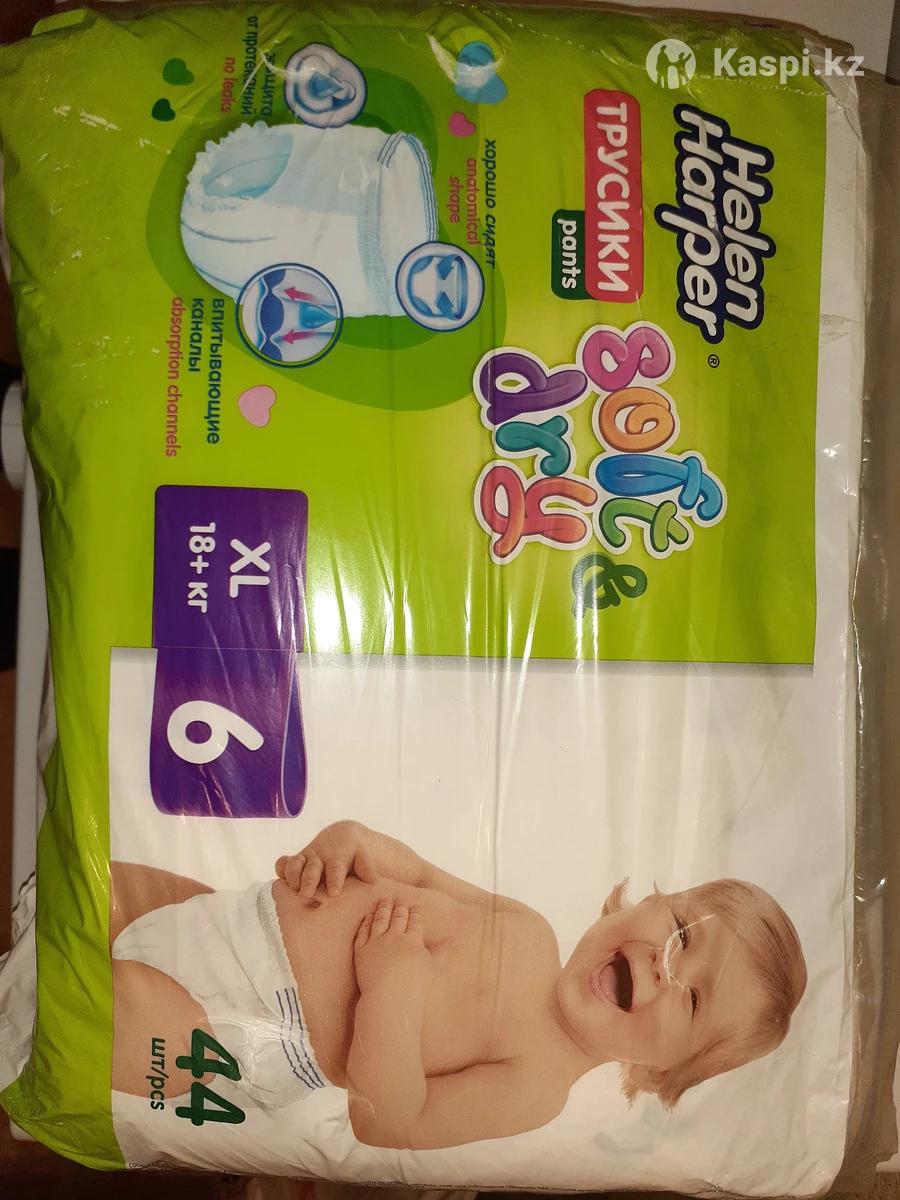 Kaspi.kz
Helen
Harper®
ТРУСИКИ
pants
soft &
dry
хорошо сидят
anatomical
shape
защита
от протеканий
no leaks
впитывающие
каналы
absorption channels
XL
18+ кг
6
44
шт/pcs